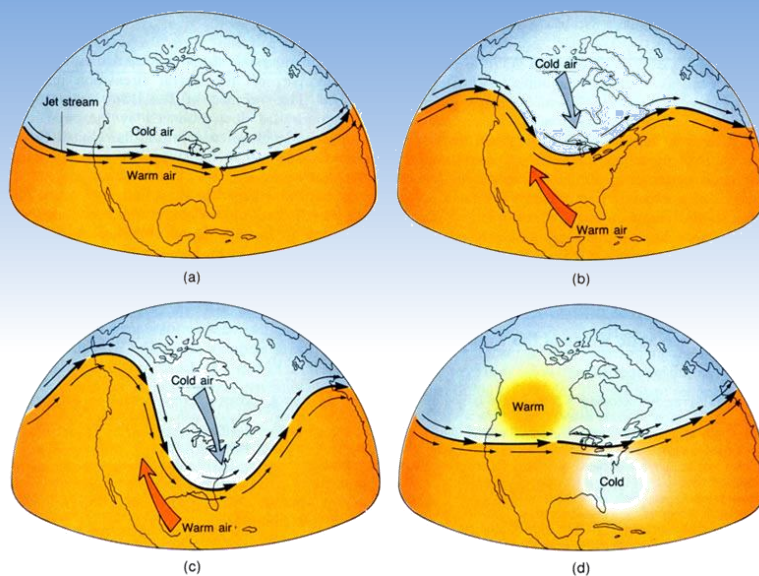 Jet stream
Cold air
Warm air
(a)
Cold air
Warm air
(b)
Cold air
Warm air
(c)
Warm
Cold
(d)